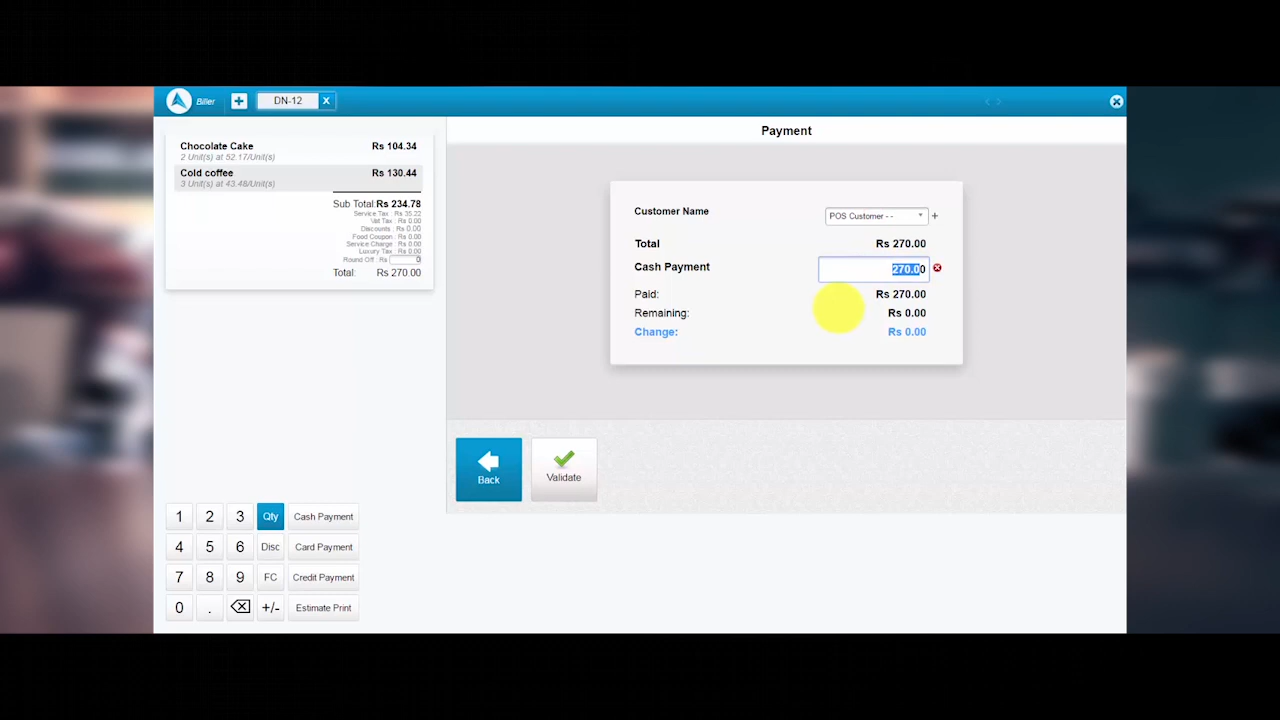 Biller
DN-12 X
Chocolate Cake Rs 104.34
2 Unit(s) at 52.17/Unit(s)
Cold coffee Rs 130.44
3 Unit(s) at 43.48/Unit(s)
Sub Total:Rs 234.78
Service Tax : Rs 35.22
Vat Tax : Rs 0.00
Discounts : Rs 0.00
Food Coupon : Rs 0.00
Service Charge : Rs 0.00
Luxury Tax : Rs 0.00
Round Off : Rs 0
Total: Rs 270.00
Payment
Customer Name POS Customer - - +
Total Rs 270.00
Cash Payment 270.00
Paid: Rs 270.00
Remaining: Rs 0.00
Change: Rs 0.00
Back Validate
1 2 3 Qty Cash Payment
4 5 6 Disc Card Payment
7 8 9 FC Credit Payment
0 . +/- Estimate Print